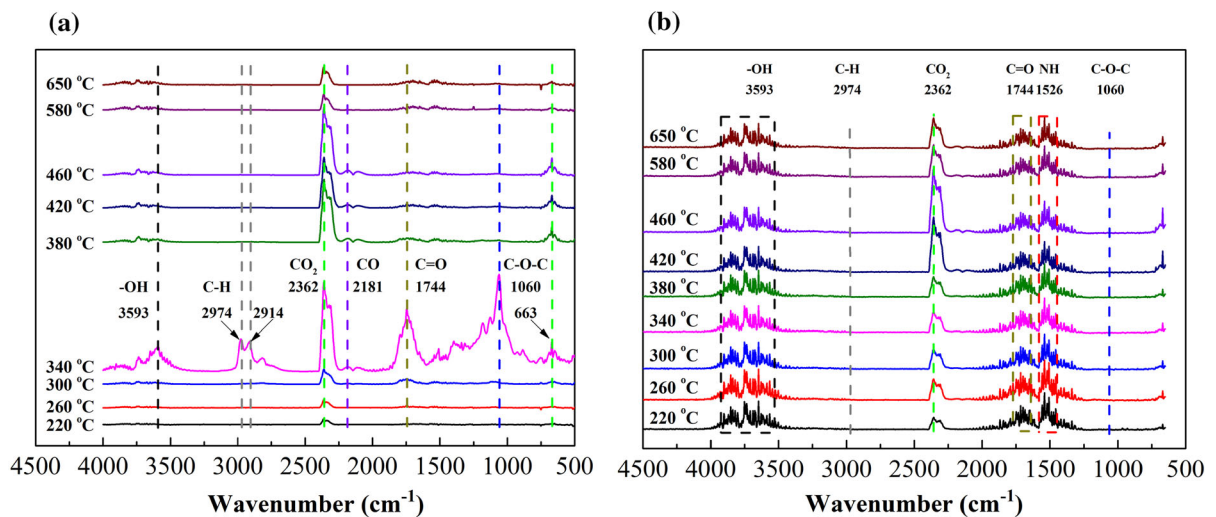 (a)
650 °C
580 °C
460 °C
420 °C
380 °C
CO2 CO C=O C-O-C
-OH C-H 2362 2181 1744 1060
3593 2974 2914 663
340 °C
300 °C
260 °C
220 °C
4500 4000 3500 3000 2500 2000 1500 1000 500
Wavenumber (cm-1)
(b)
-OH C-H CO2 C=O NH C-O-C
3593 2974 2362 1744 1526 1060
650 °C
580 °C
460 °C
420 °C
380 °C
340 °C
300 °C
260 °C
220 °C
4500 4000 3500 3000 2500 2000 1500 1000 500
Wavenumber (cm-1)